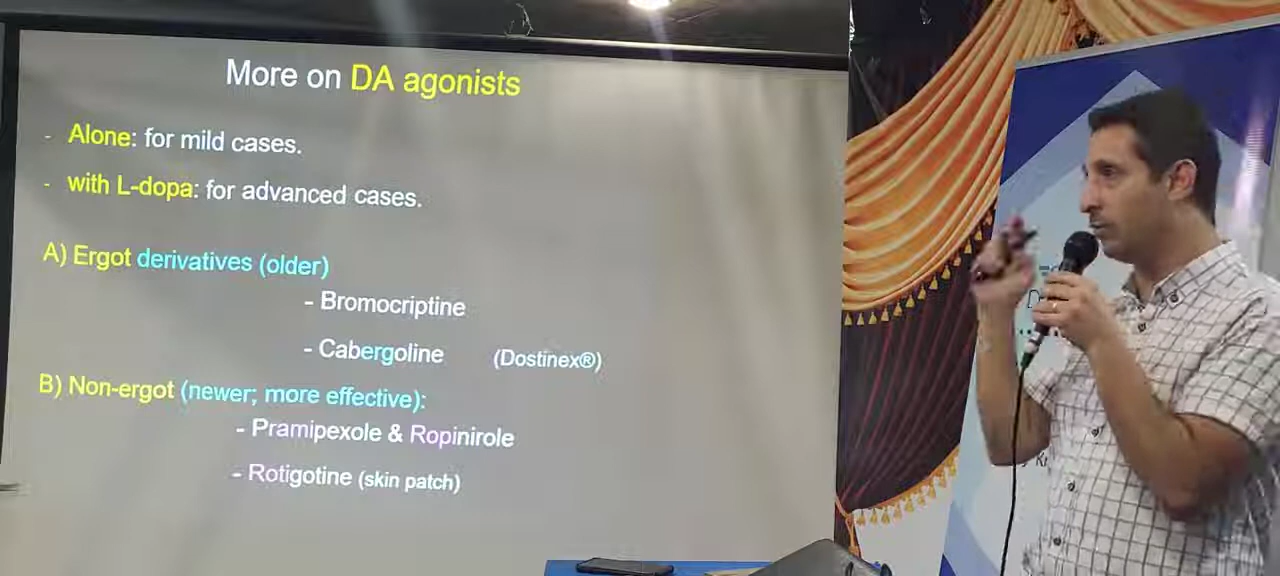 More on DA agonists
- Alone: for mild cases.
- with L-dopa: for advanced cases.
A) Ergot derivatives (older)
- Bromocriptine
- Cabergoline (Dostinex®)
B) Non-ergot (newer; more effective):
- Pramipexole & Ropinirole
- Rotigotine (skin patch)